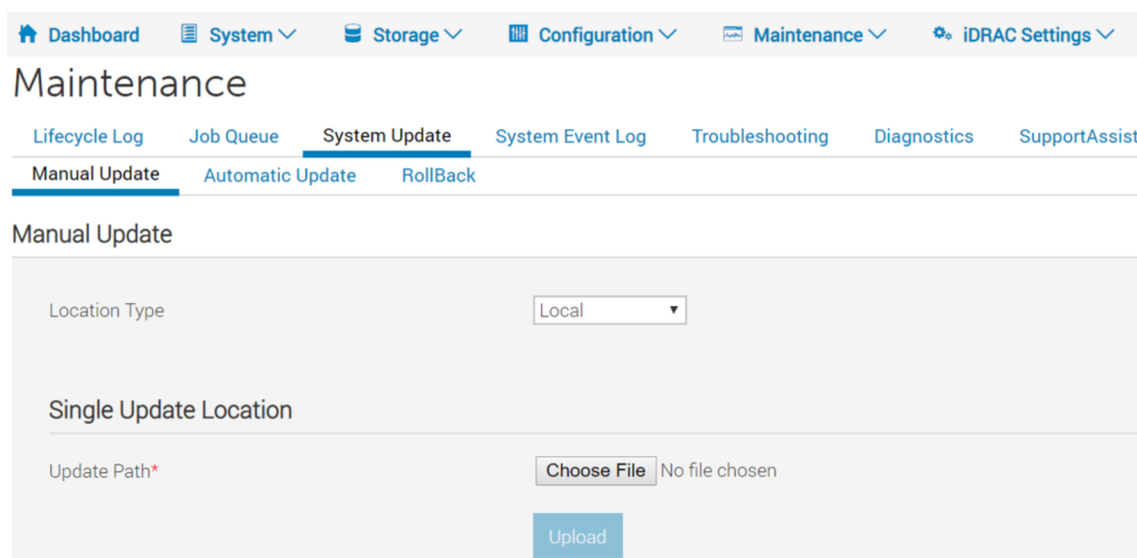 Dashboard System Storage Configuration Maintenance iDRAC Settings
Maintenance
Lifecycle Log Job Queue System Update System Event Log Troubleshooting Diagnostics SupportAssist
Manual Update Automatic Update RollBack
Manual Update
Location Type Local
Single Update Location
Update Path* Choose File No file chosen
Upload